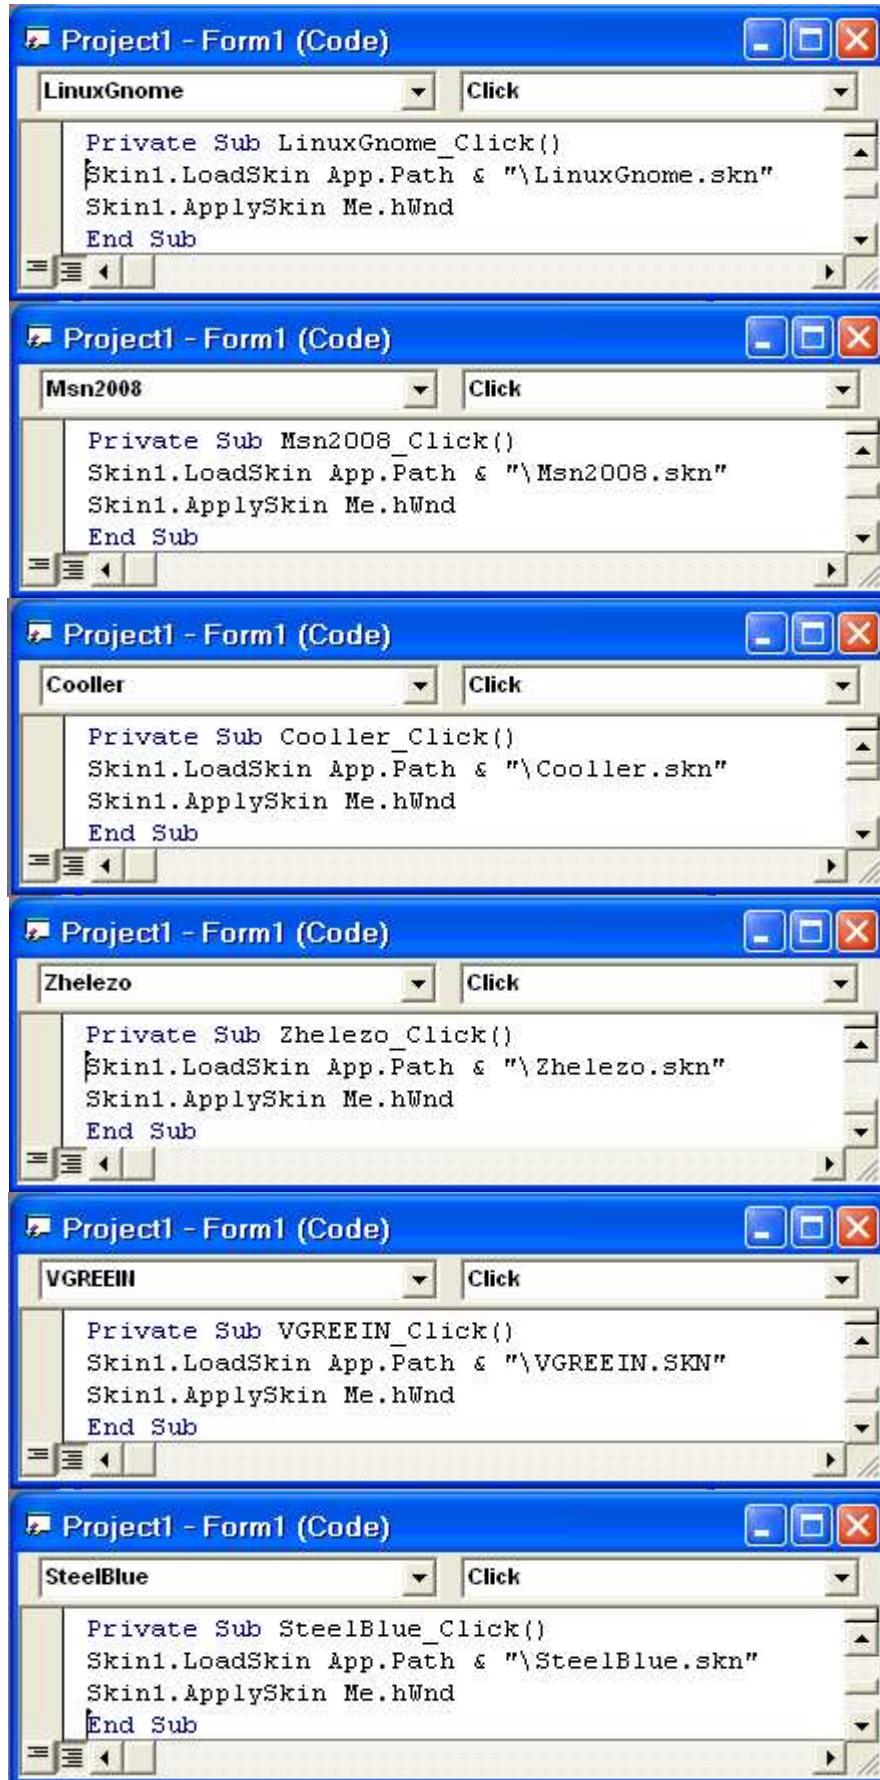 Project1 - Form1 (Code)
LinuxGnome Click
Private Sub LinuxGnome_Click()
Skin1.LoadSkin App.Path & "\LinuxGnome.skn"
Skin1.ApplySkin Me.hWnd
End Sub
Project1 - Form1 (Code)
Msn2008 Click
Private Sub Msn2008_Click()
Skin1.LoadSkin App.Path & "\Msn2008.skn"
Skin1.ApplySkin Me.hWnd
End Sub
Project1 - Form1 (Code)
Cooller Click
Private Sub Cooller_Click()
Skin1.LoadSkin App.Path & "\Cooller.skn"
Skin1.ApplySkin Me.hWnd
End Sub
Project1 - Form1 (Code)
Zhelezo Click
Private Sub Zhelezo_Click()
Skin1.LoadSkin App.Path & "\Zhelezo.skn"
Skin1.ApplySkin Me.hWnd
End Sub
Project1 - Form1 (Code)
VGREEIN Click
Private Sub VGREEIN_Click()
Skin1.LoadSkin App.Path & "\VGREEIN.SKN"
Skin1.ApplySkin Me.hWnd
End Sub
Project1 - Form1 (Code)
SteelBlue Click
Private Sub SteelBlue_Click()
Skin1.LoadSkin App.Path & "\SteelBlue.skn"
Skin1.ApplySkin Me.hWnd
End Sub